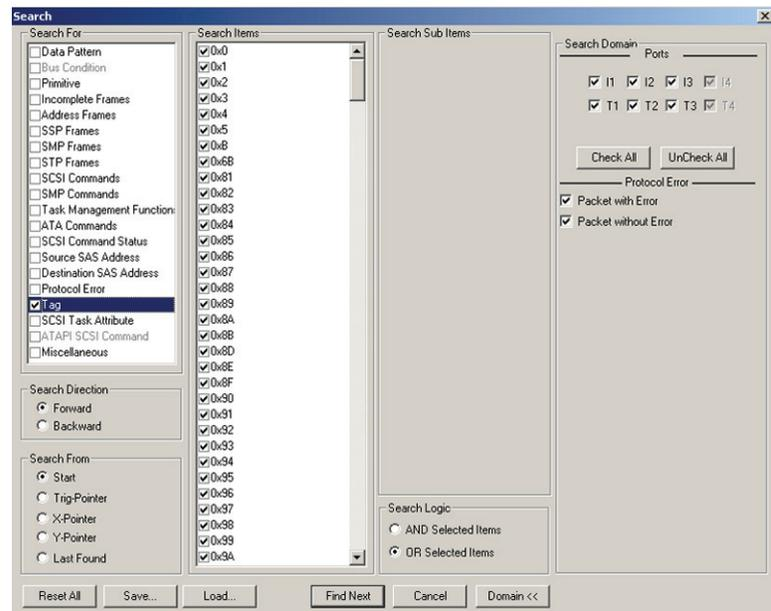 Search
Search For
Data Pattern
Bus Condition
Primitive
Incomplete Frames
Address Frames
SSP Frames
SMP Frames
STP Frames
SCSI Commands
SMP Commands
Task Management Function:
ATA Commands
SCSI Command Status
Source SAS Address
Destination SAS Address
Protocol Error
Tag
SCSI Task Attribute
ATAPI SCSI Command
Miscellaneous
Search Direction
Forward
Backward
Search From
Start
Trig-Pointer
X-Pointer
Y-Pointer
Last Found
Search Items
0x0
0x1
0x2
0x3
0x4
0x5
0xB
0x6B
0x81
0x82
0x83
0x84
0x85
0x86
0x87
0x88
0x89
0x8A
0x8B
0x8D
0x8E
0x8F
0x90
0x91
0x92
0x93
0x94
0x95
0x96
0x97
0x98
0x99
0x9A
Search Sub Items
Search Logic
AND Selected Items
OR Selected Items
Search Domain
Ports
I1 I2 I3 I4
T1 T2 T3 T4
Check All UnCheck All
Protocol Error
Packet with Error
Packet without Error
Reset All Save... Load... Find Next Cancel Domain <<